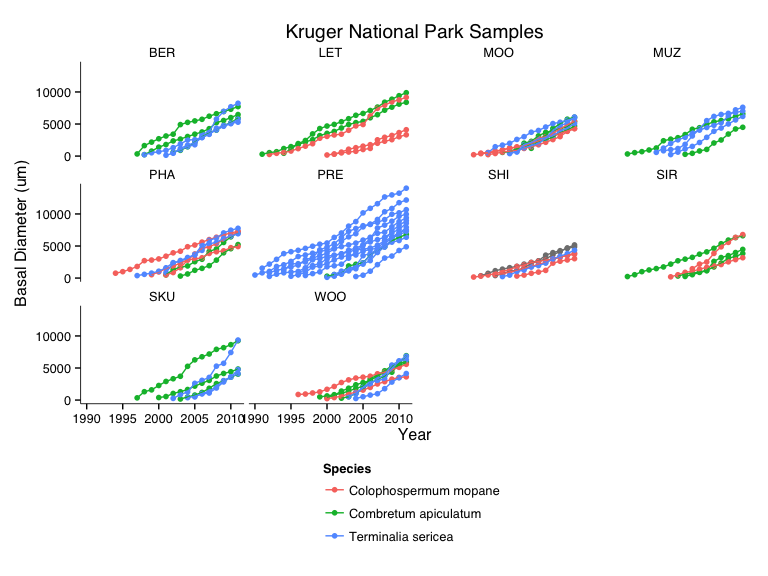 Kruger National Park Samples
BER LET MOO MUZ
10000
5000
0
PHA PRE SHI SIR
10000
5000
0
SKU WOO
10000
5000
0
1990 1995 2000 2005 2010 1990 1995 2000 2005 2010
Basal Diameter (um)
Year
Species
Colophospermum mopane
Combretum apiculatum
Terminalia sericea